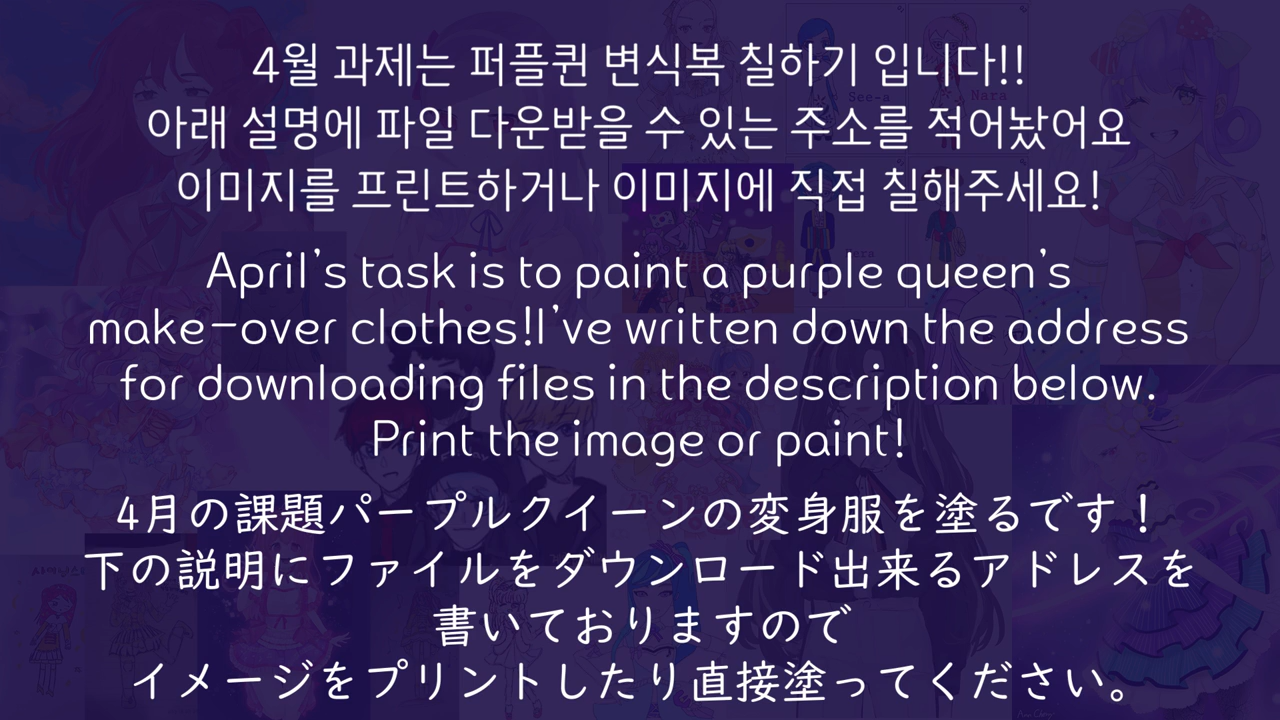 4월 과제는 퍼플퀸 변식복 칠하기 입니다!!
아래 설명에 파일 다운받을 수 있는 주소를 적어놨어요
이미지를 프린트하거나 이미지에 직접 칠해주세요!
April's task is to paint a purple queen's
make-over clothes!I've written down the address
for downloading files in the description below.
Print the image or paint!
4月の課題パープルクイーンの変身服を塗るです！
下の説明にファイルをダウンロード出来るアドレスを
書いておりますので
イメージをプリントしたり直接塗ってください。
See-a
Nara
Tera